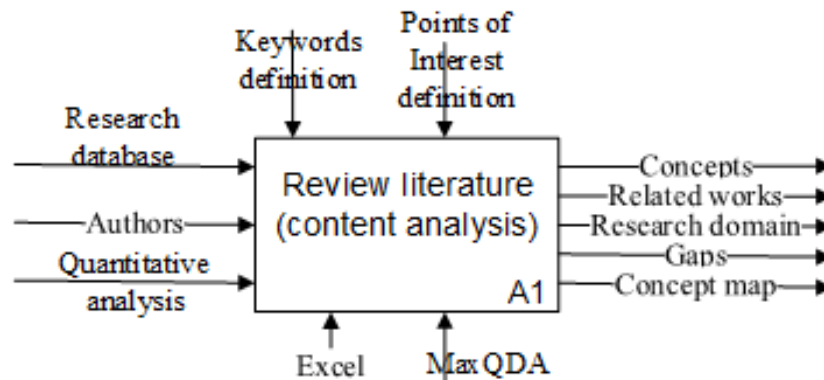 Keywords
definition
Points of
Interest
definition
Research
database
Authors
Quantitative
analysis
Review literature
(content analysis)
A1
Concepts
Related works
Research domain
Gaps
Concept map
Excel
MaxQDA